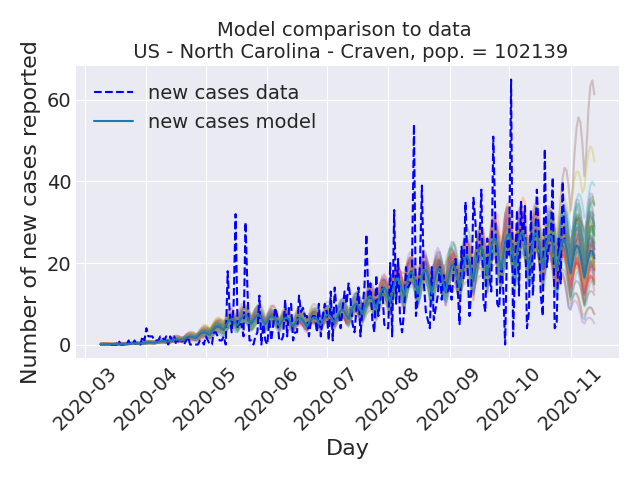 Model comparison to data
US - North Carolina - Craven, pop. = 102139
Number of new cases reported
60
40
20
0
new cases data
new cases model
2020-03
2020-04
2020-05
2020-06
2020-07
2020-08
2020-09
2020-10
2020-11
Day